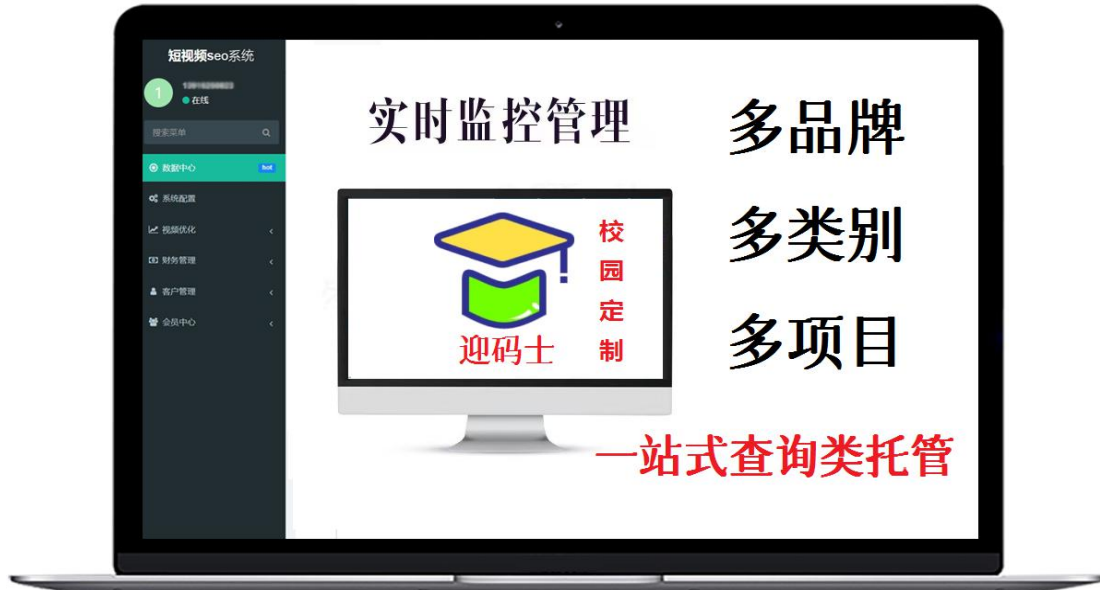 短视频seo系统
1
在线
搜索菜单
数据中心
hot
系统配置
视频优化
财务管理
客户管理
会员中心
实时监控管理
校园定制
迎码士
多品牌
多类别
多项目
一站式查询类托管